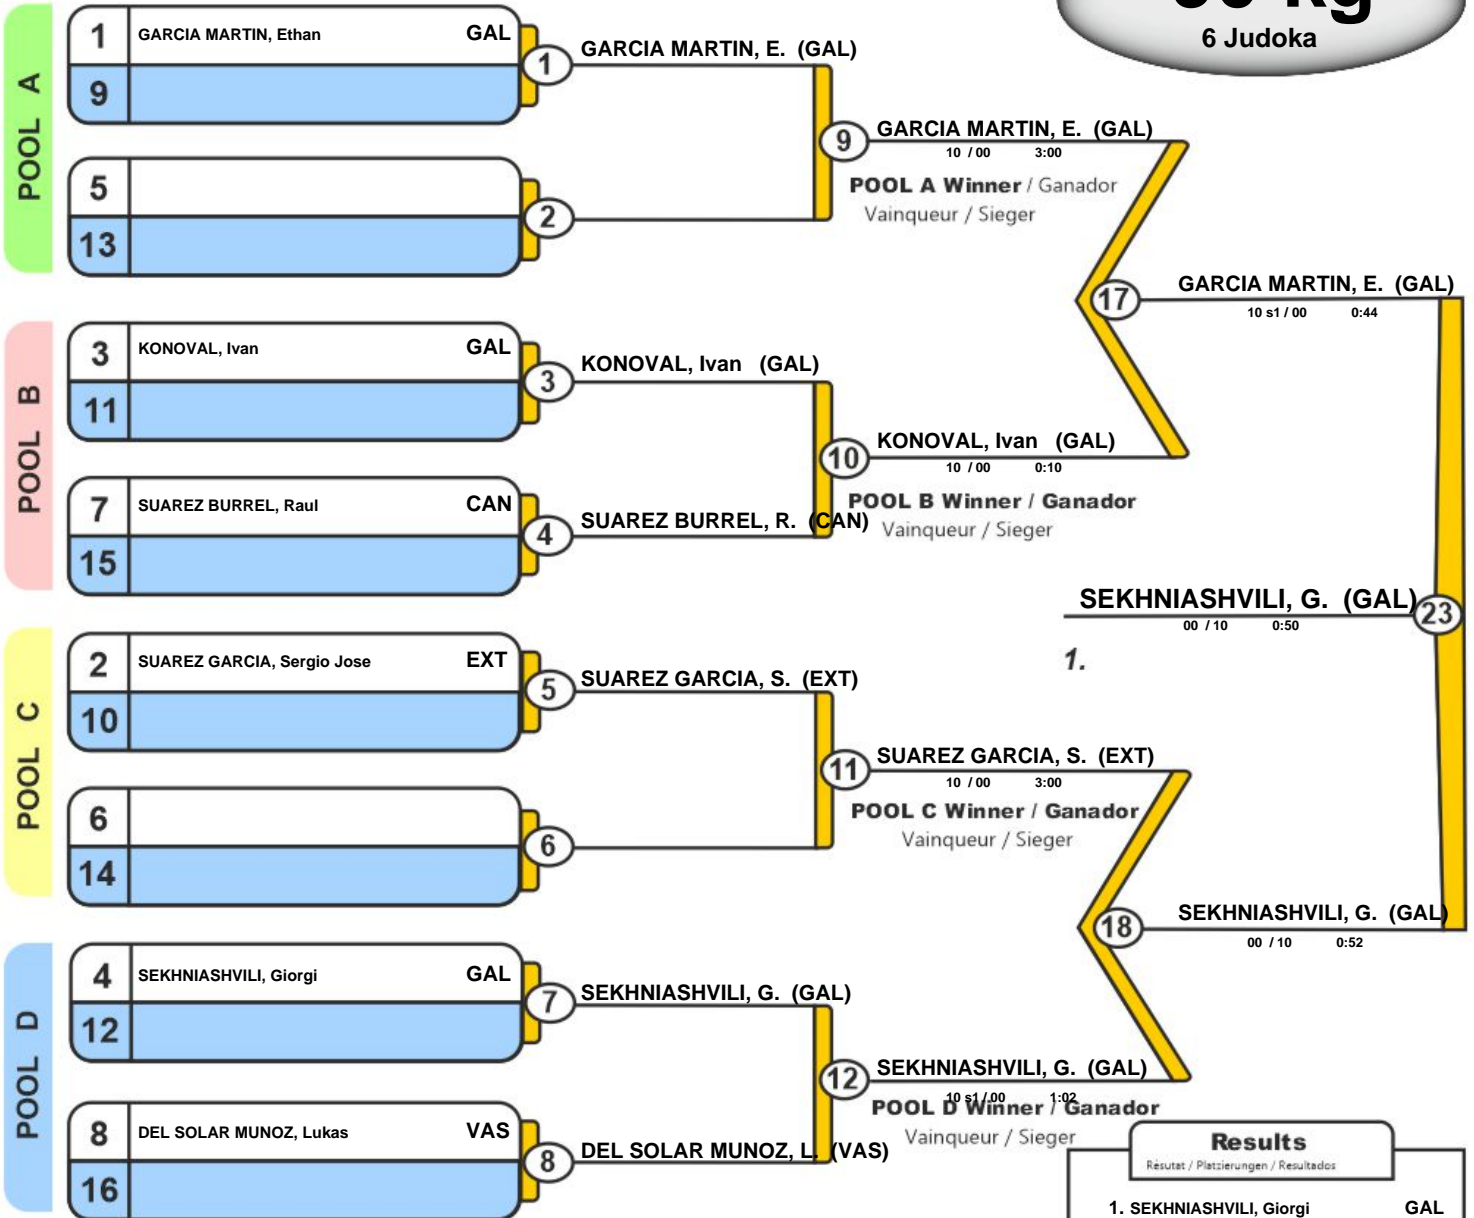 6 Judoka
POOL A
1 GARCIA MARTIN, Ethan GAL
9
5
13
1 GARCIA MARTIN, E. (GAL)
2
9 GARCIA MARTIN, E. (GAL)
10 / 00 3:00
POOL A Winner / Ganador
Vainqueur / Sieger
POOL B
3 KONOVAL, Ivan GAL
11
7 SUAREZ BURREL, Raul CAN
15
3 KONOVAL, Ivan (GAL)
4 SUAREZ BURREL, R. (CAN)
10 KONOVAL, Ivan (GAL)
10 / 00 0:10
POOL B Winner / Ganador
Vainqueur / Sieger
17 GARCIA MARTIN, E. (GAL)
10 s1 / 00 0:44
SEKHNIASHVILI, G. (GAL) 23
00 / 10 0:50
1.
POOL C
2 SUAREZ GARCIA, Sergio Jose EXT
10
6
14
5 SUAREZ GARCIA, S. (EXT)
6
11 SUAREZ GARCIA, S. (EXT)
10 / 00 3:00
POOL C Winner / Ganador
Vainqueur / Sieger
18 SEKHNIASHVILI, G. (GAL)
00 / 10 0:52
POOL D
4 SEKHNIASHVILI, Giorgi GAL
12
8 DEL SOLAR MUNOZ, Lukas VAS
16
7 SEKHNIASHVILI, G. (GAL)
8 DEL SOLAR MUNOZ, L. (VAS)
12 SEKHNIASHVILI, G. (GAL)
10 s1 / 00 1:02
POOL D Winner / Ganador
Vainqueur / Sieger
Results
Résutat / Platzierungen / Resultados
1. SEKHNIASHVILI, Giorgi GAL